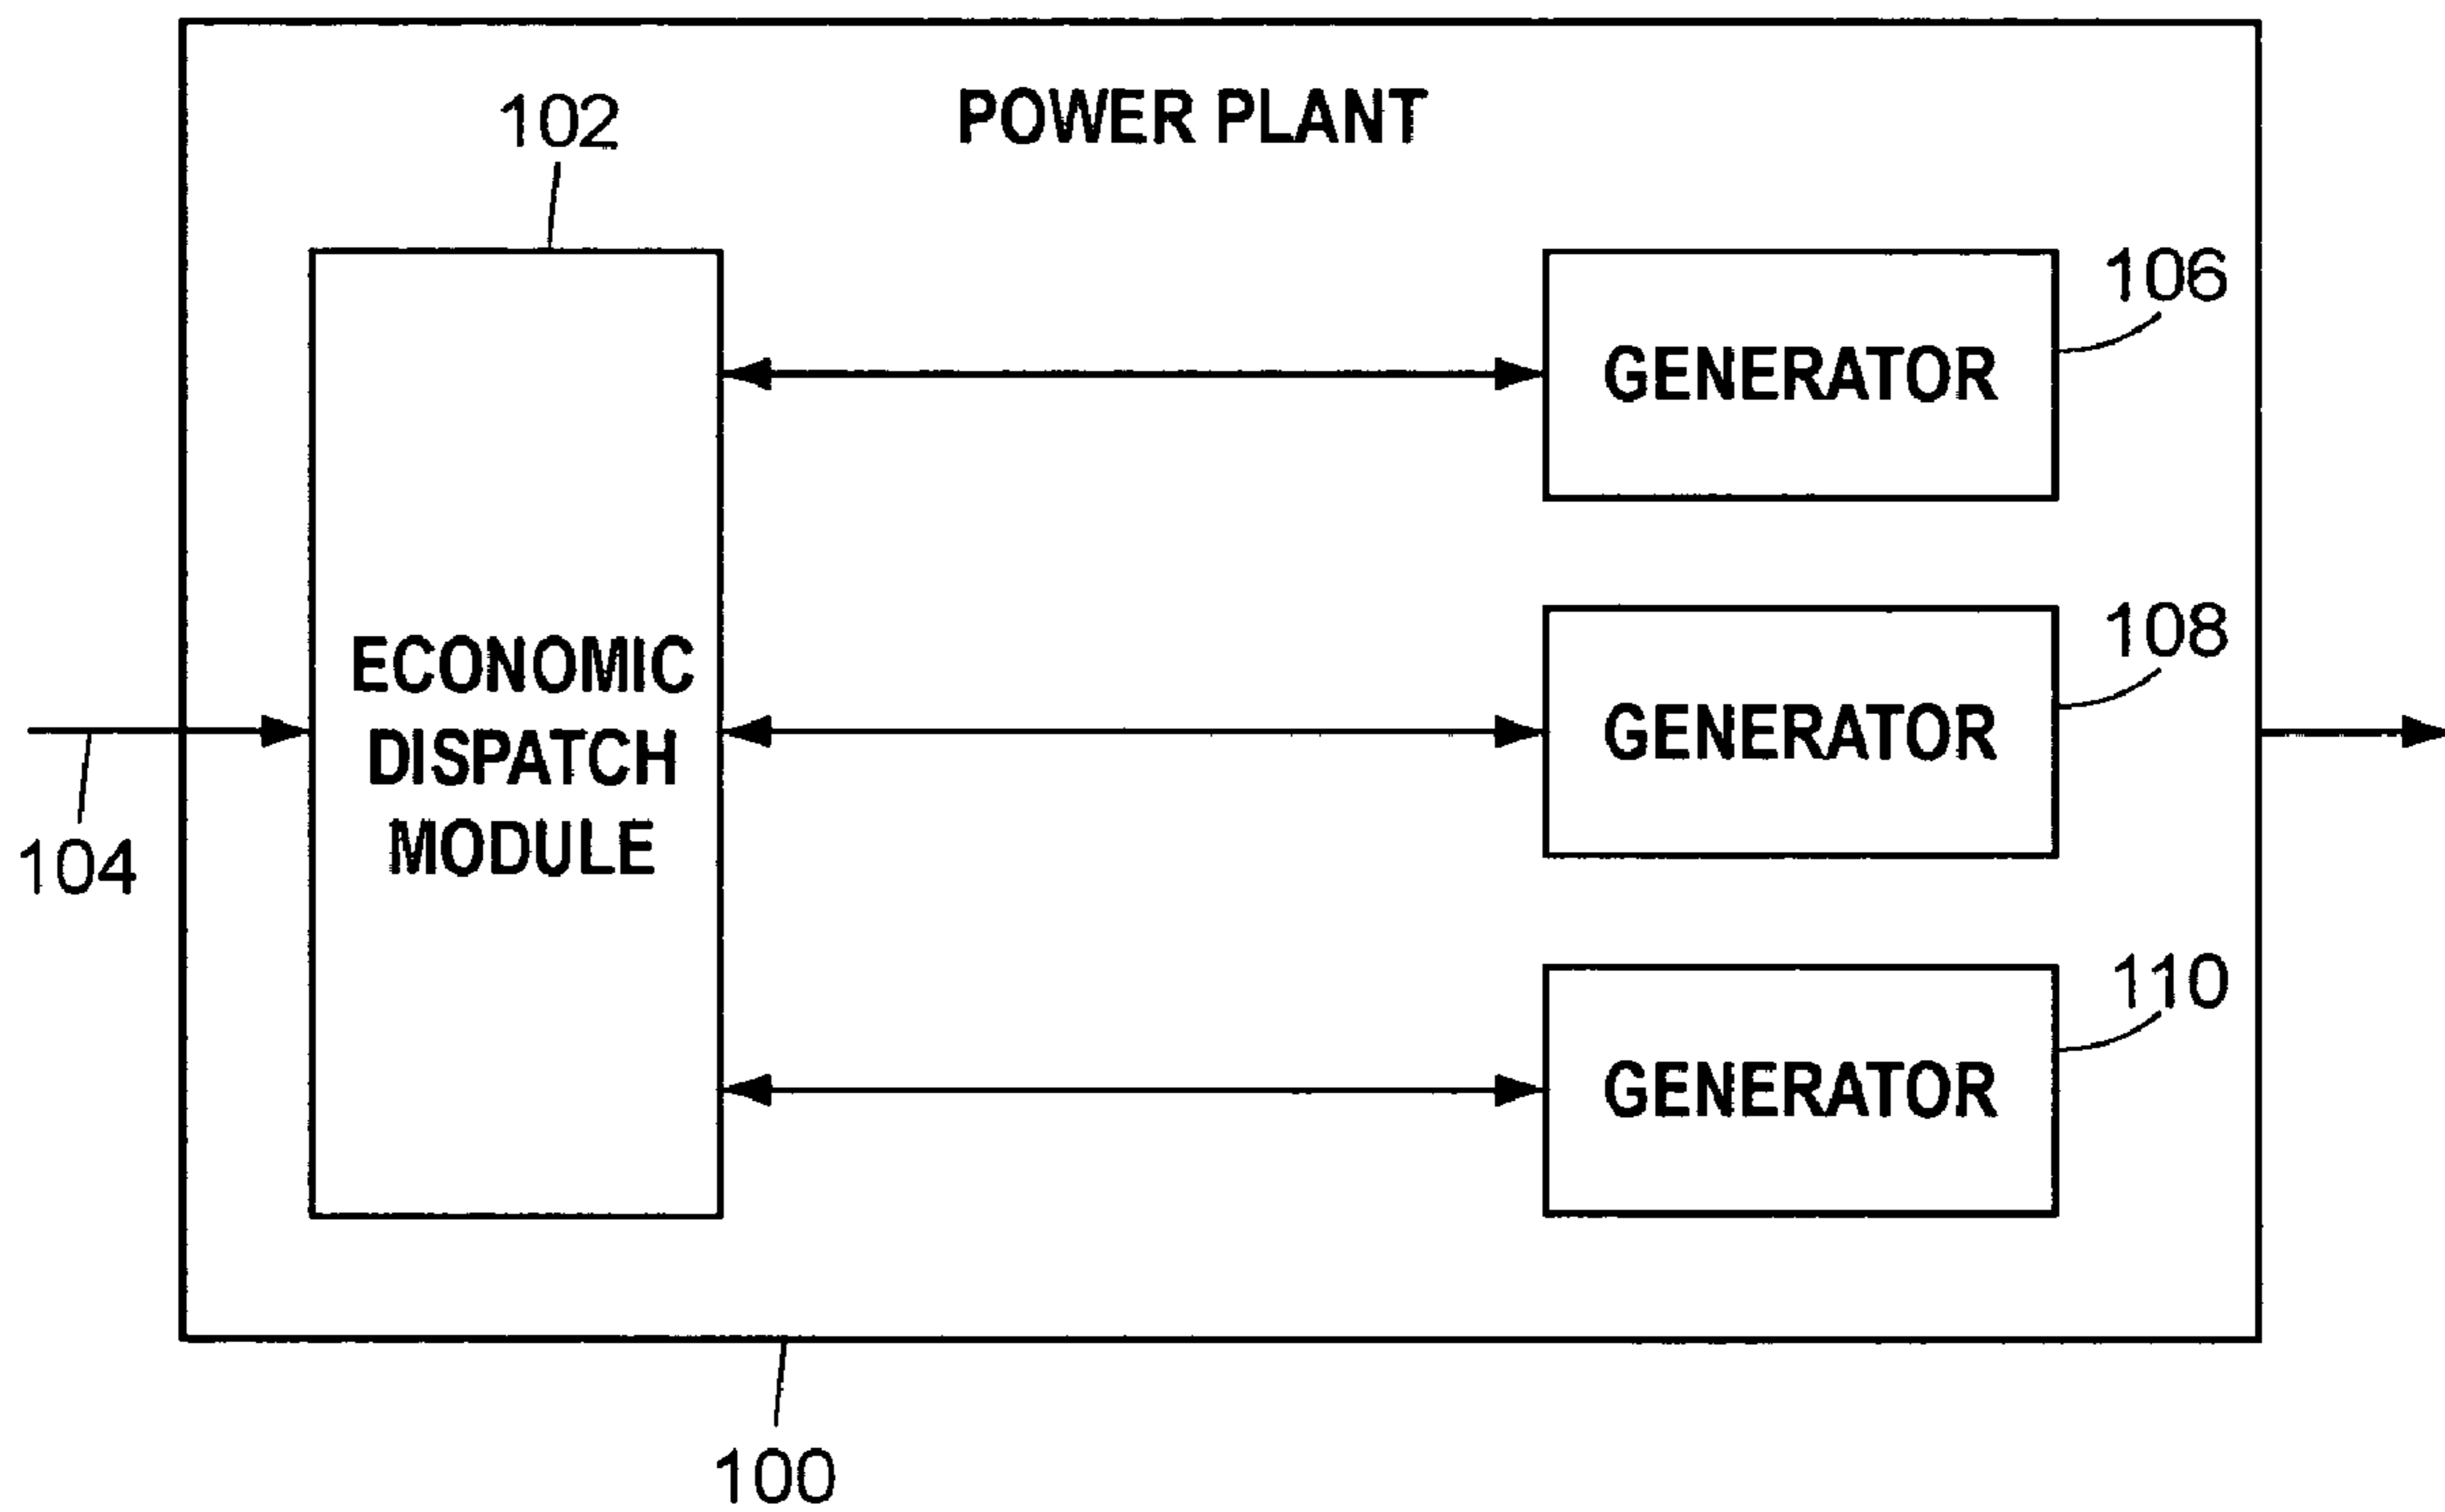 POWER PLANT
102
106
GENERATOR
108
ECONOMIC
DISPATCH
MODULE
GENERATOR
104
110
GENERATOR
100